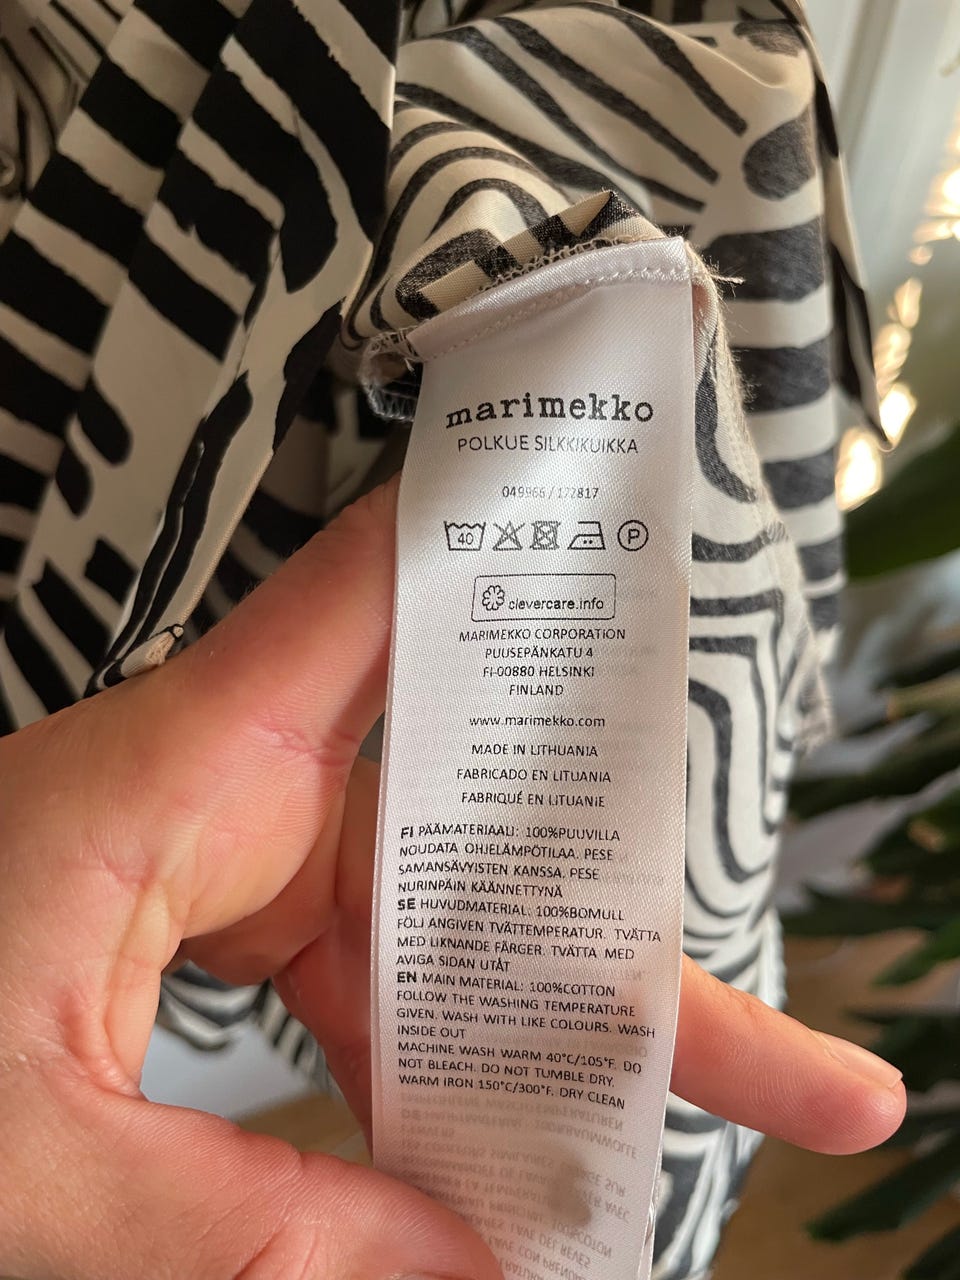 marimekko
POLKUE SILKKIKUIKKA
049966 / 172817
40 P
clevercare.info
MARIMEKKO CORPORATION
PUUSEPÄNKATU 4
FI-00880 HELSINKI
FINLAND
www.marimekko.com
MADE IN LITHUANIA
FABRICADO EN LITUANIA
FABRIQUÉ EN LITUANIE
FI PÄÄMATERIAALI: 100%PUUVILLA
NOUDATA OHJELÄMPÖTILAA. PESE
SAMANSÄVYISTEN KANSSA. PESE
NURINPÄIN KÄÄNNETTYNÄ
SE HUVUDMATERIAL: 100%BOMULL
FÖLJ ANGIVEN TVÄTTEMPERATUR. TVÄTTA
MED LIKNANDE FÄRGER. TVÄTTA MED
AVIGA SIDAN UTÅT
EN MAIN MATERIAL: 100%COTTON
FOLLOW THE WASHING TEMPERATURE
GIVEN. WASH WITH LIKE COLOURS. WASH
INSIDE OUT
MACHINE WASH WARM 40°C/105°F. DO
NOT BLEACH. DO NOT TUMBLE DRY.
WARM IRON 150°C/300°F. DRY CLEAN